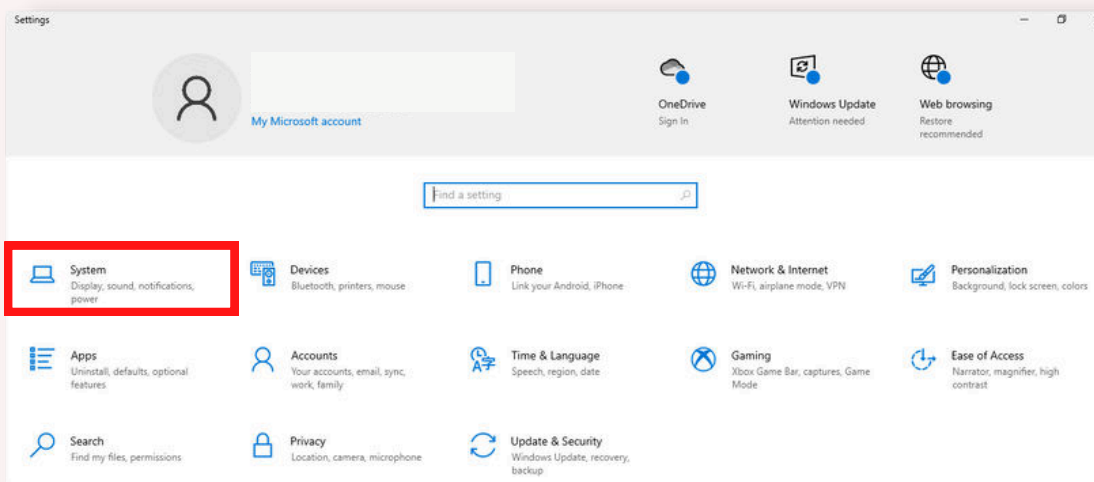 Settings
My Microsoft account
OneDrive
Sign In
Windows Update
Attention needed
Web browsing
Restore
recommended
Find a setting
System
Display, sound, notifications,
power
Devices
Bluetooth, printers, mouse
Phone
Link your Android, iPhone
Network & Internet
Wi-Fi, airplane mode, VPN
Personalization
Background, lock screen, colors
Apps
Uninstall, defaults, optional
features
Accounts
Your accounts, email, sync,
work, family
Time & Language
Speech, region, date
Gaming
Xbox Game Bar, captures, Game
Mode
Ease of Access
Narrator, magnifier, high
contrast
Search
Find my files, permissions
Privacy
Location, camera, microphone
Update & Security
Windows Update, recovery,
backup